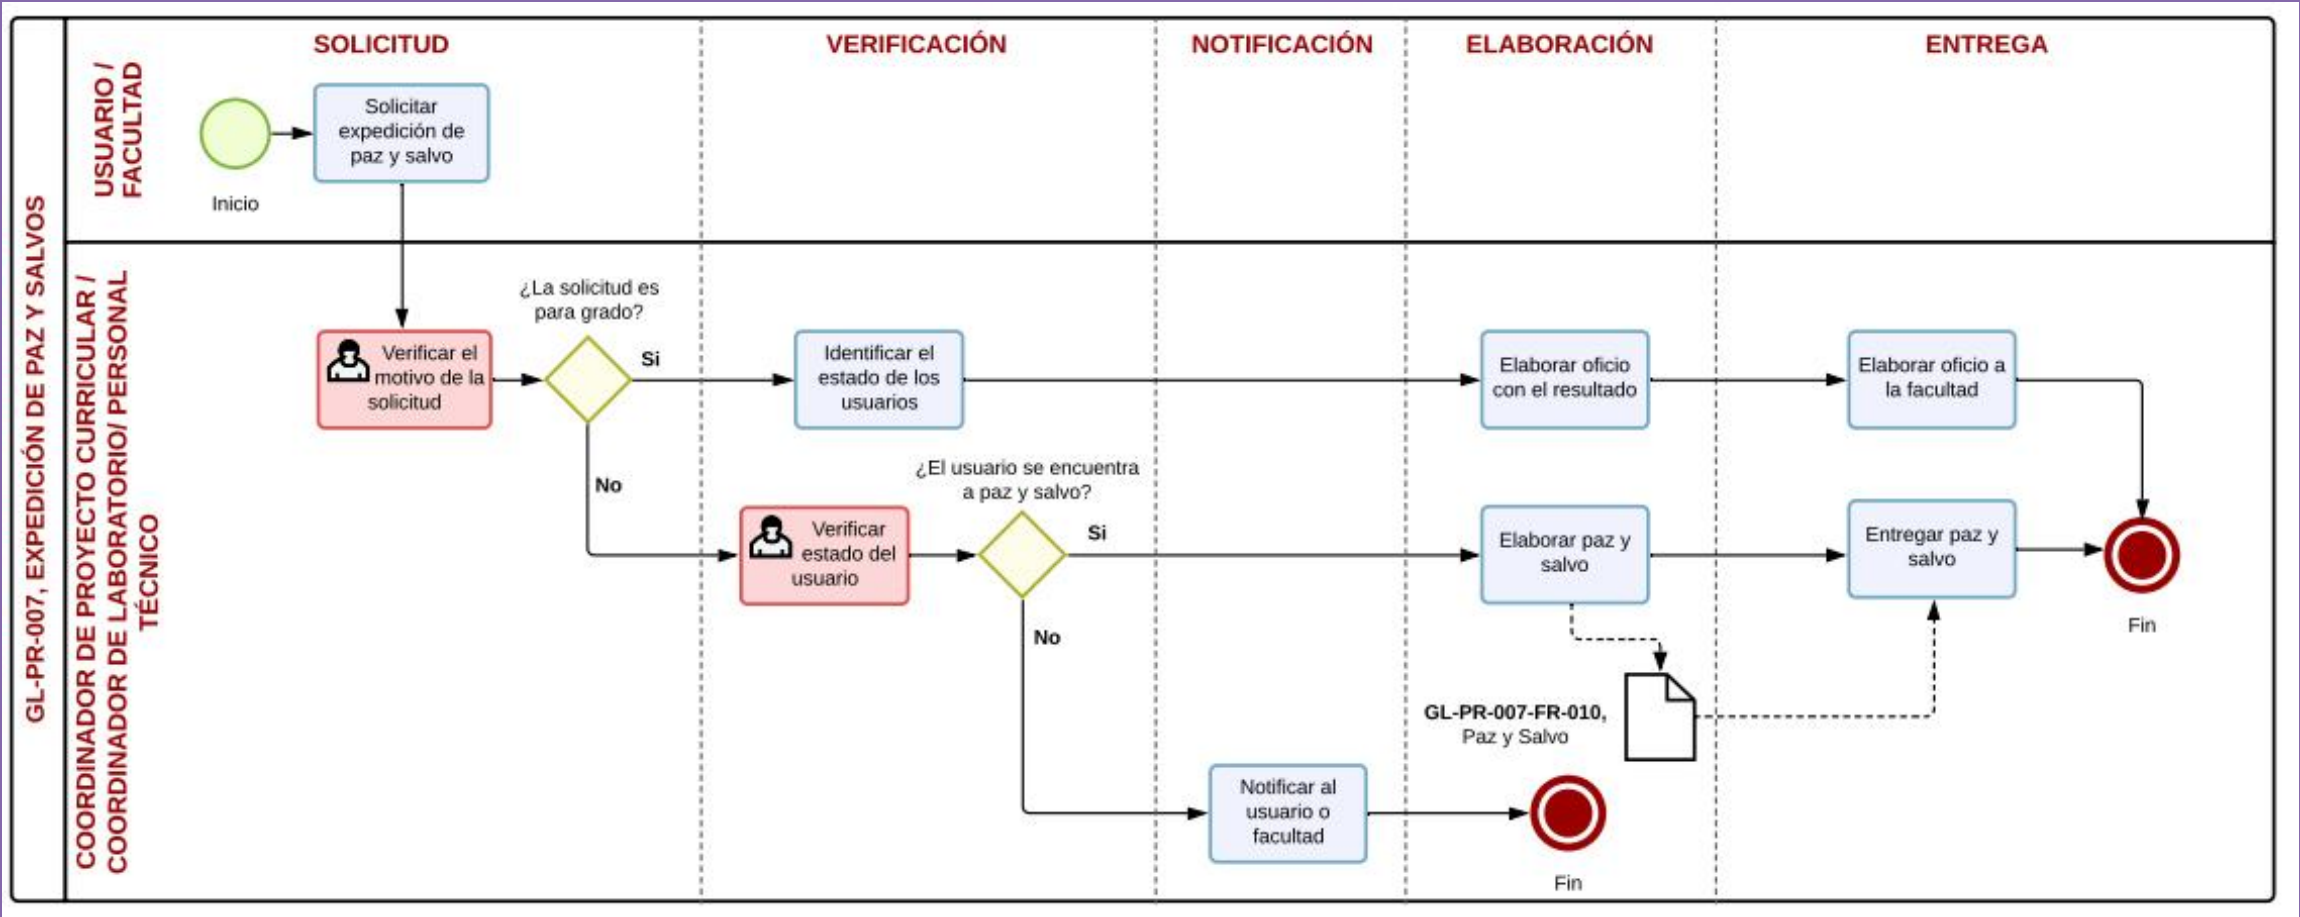 GL-PR-007, EXPEDICIÓN DE PAZ Y SALVOS
SOLICITUD
VERIFICACIÓN
NOTIFICACIÓN
ELABORACIÓN
ENTREGA
USUARIO /
FACULTAD
Inicio
Solicitar
expedición de
paz y salvo
COORDINADOR DE PROYECTO CURRICULAR /
COORDINADOR DE LABORATORIO/ PERSONAL
TÉCNICO
Verificar el
motivo de la
solicitud
¿La solicitud es
para grado?
Si
No
Identificar el
estado de los
usuarios
Elaborar oficio
con el resultado
Elaborar oficio a
la facultad
Verificar
estado del
usuario
¿El usuario se encuentra
a paz y salvo?
Si
No
Elaborar paz y
salvo
Entregar paz y
salvo
Fin
GL-PR-007-FR-010,
Paz y Salvo
Notificar al
usuario o
facultad
Fin